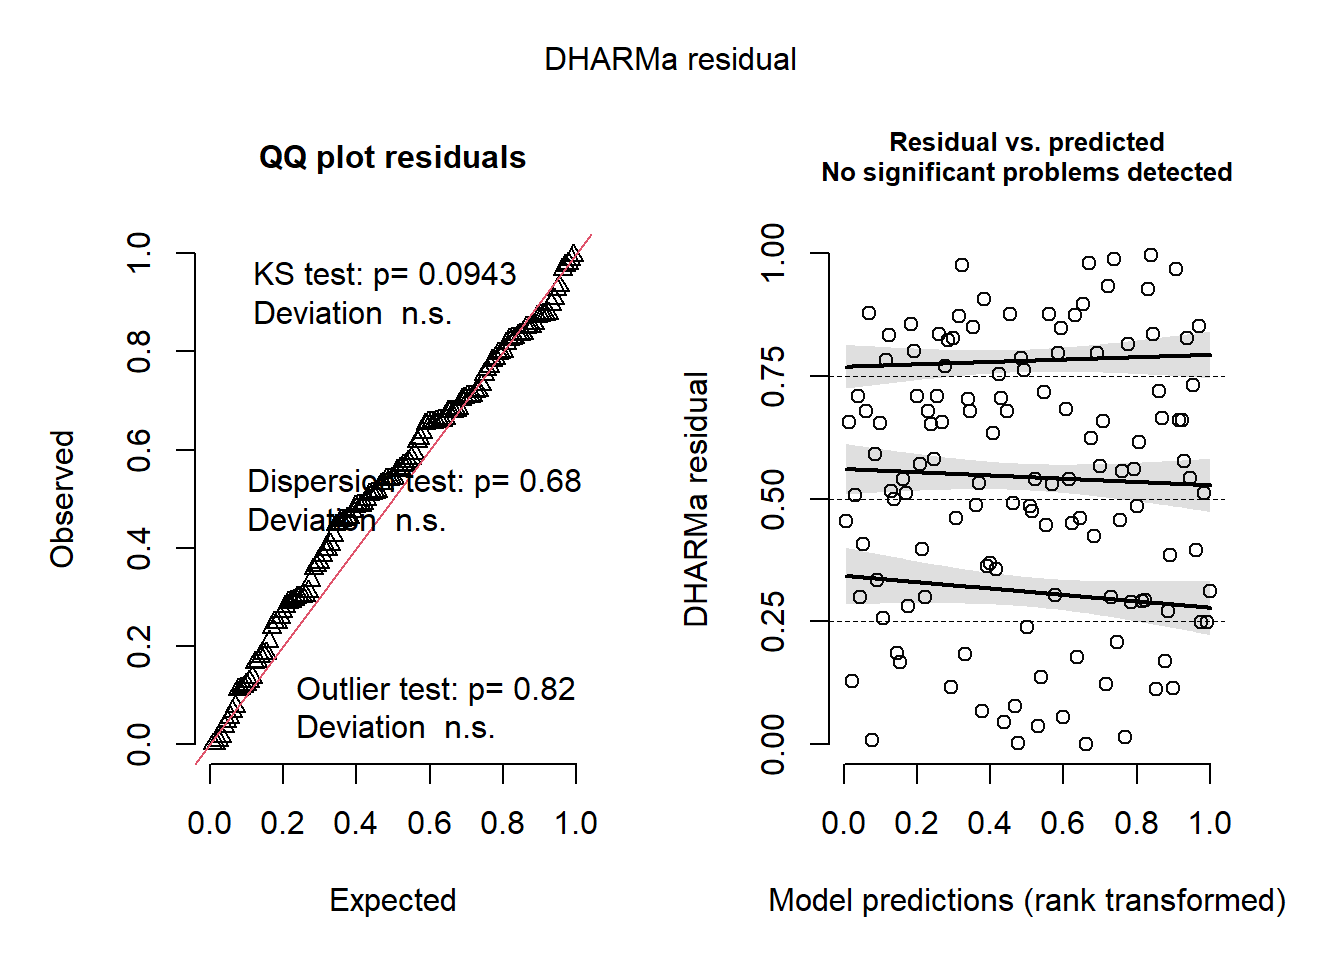 DHARMa residual
QQ plot residuals
KS test: p= 0.0943
Deviation  n.s.
Dispersion test: p= 0.68
Deviation  n.s.
Outlier test: p= 0.82
Deviation  n.s.
Observed
0.0 0.2 0.4 0.6 0.8 1.0
0.0 0.2 0.4 0.6 0.8 1.0
Expected
Residual vs. predicted
No significant problems detected
DHARMa residual
0.00 0.25 0.50 0.75 1.00
0.0 0.2 0.4 0.6 0.8 1.0
Model predictions (rank transformed)